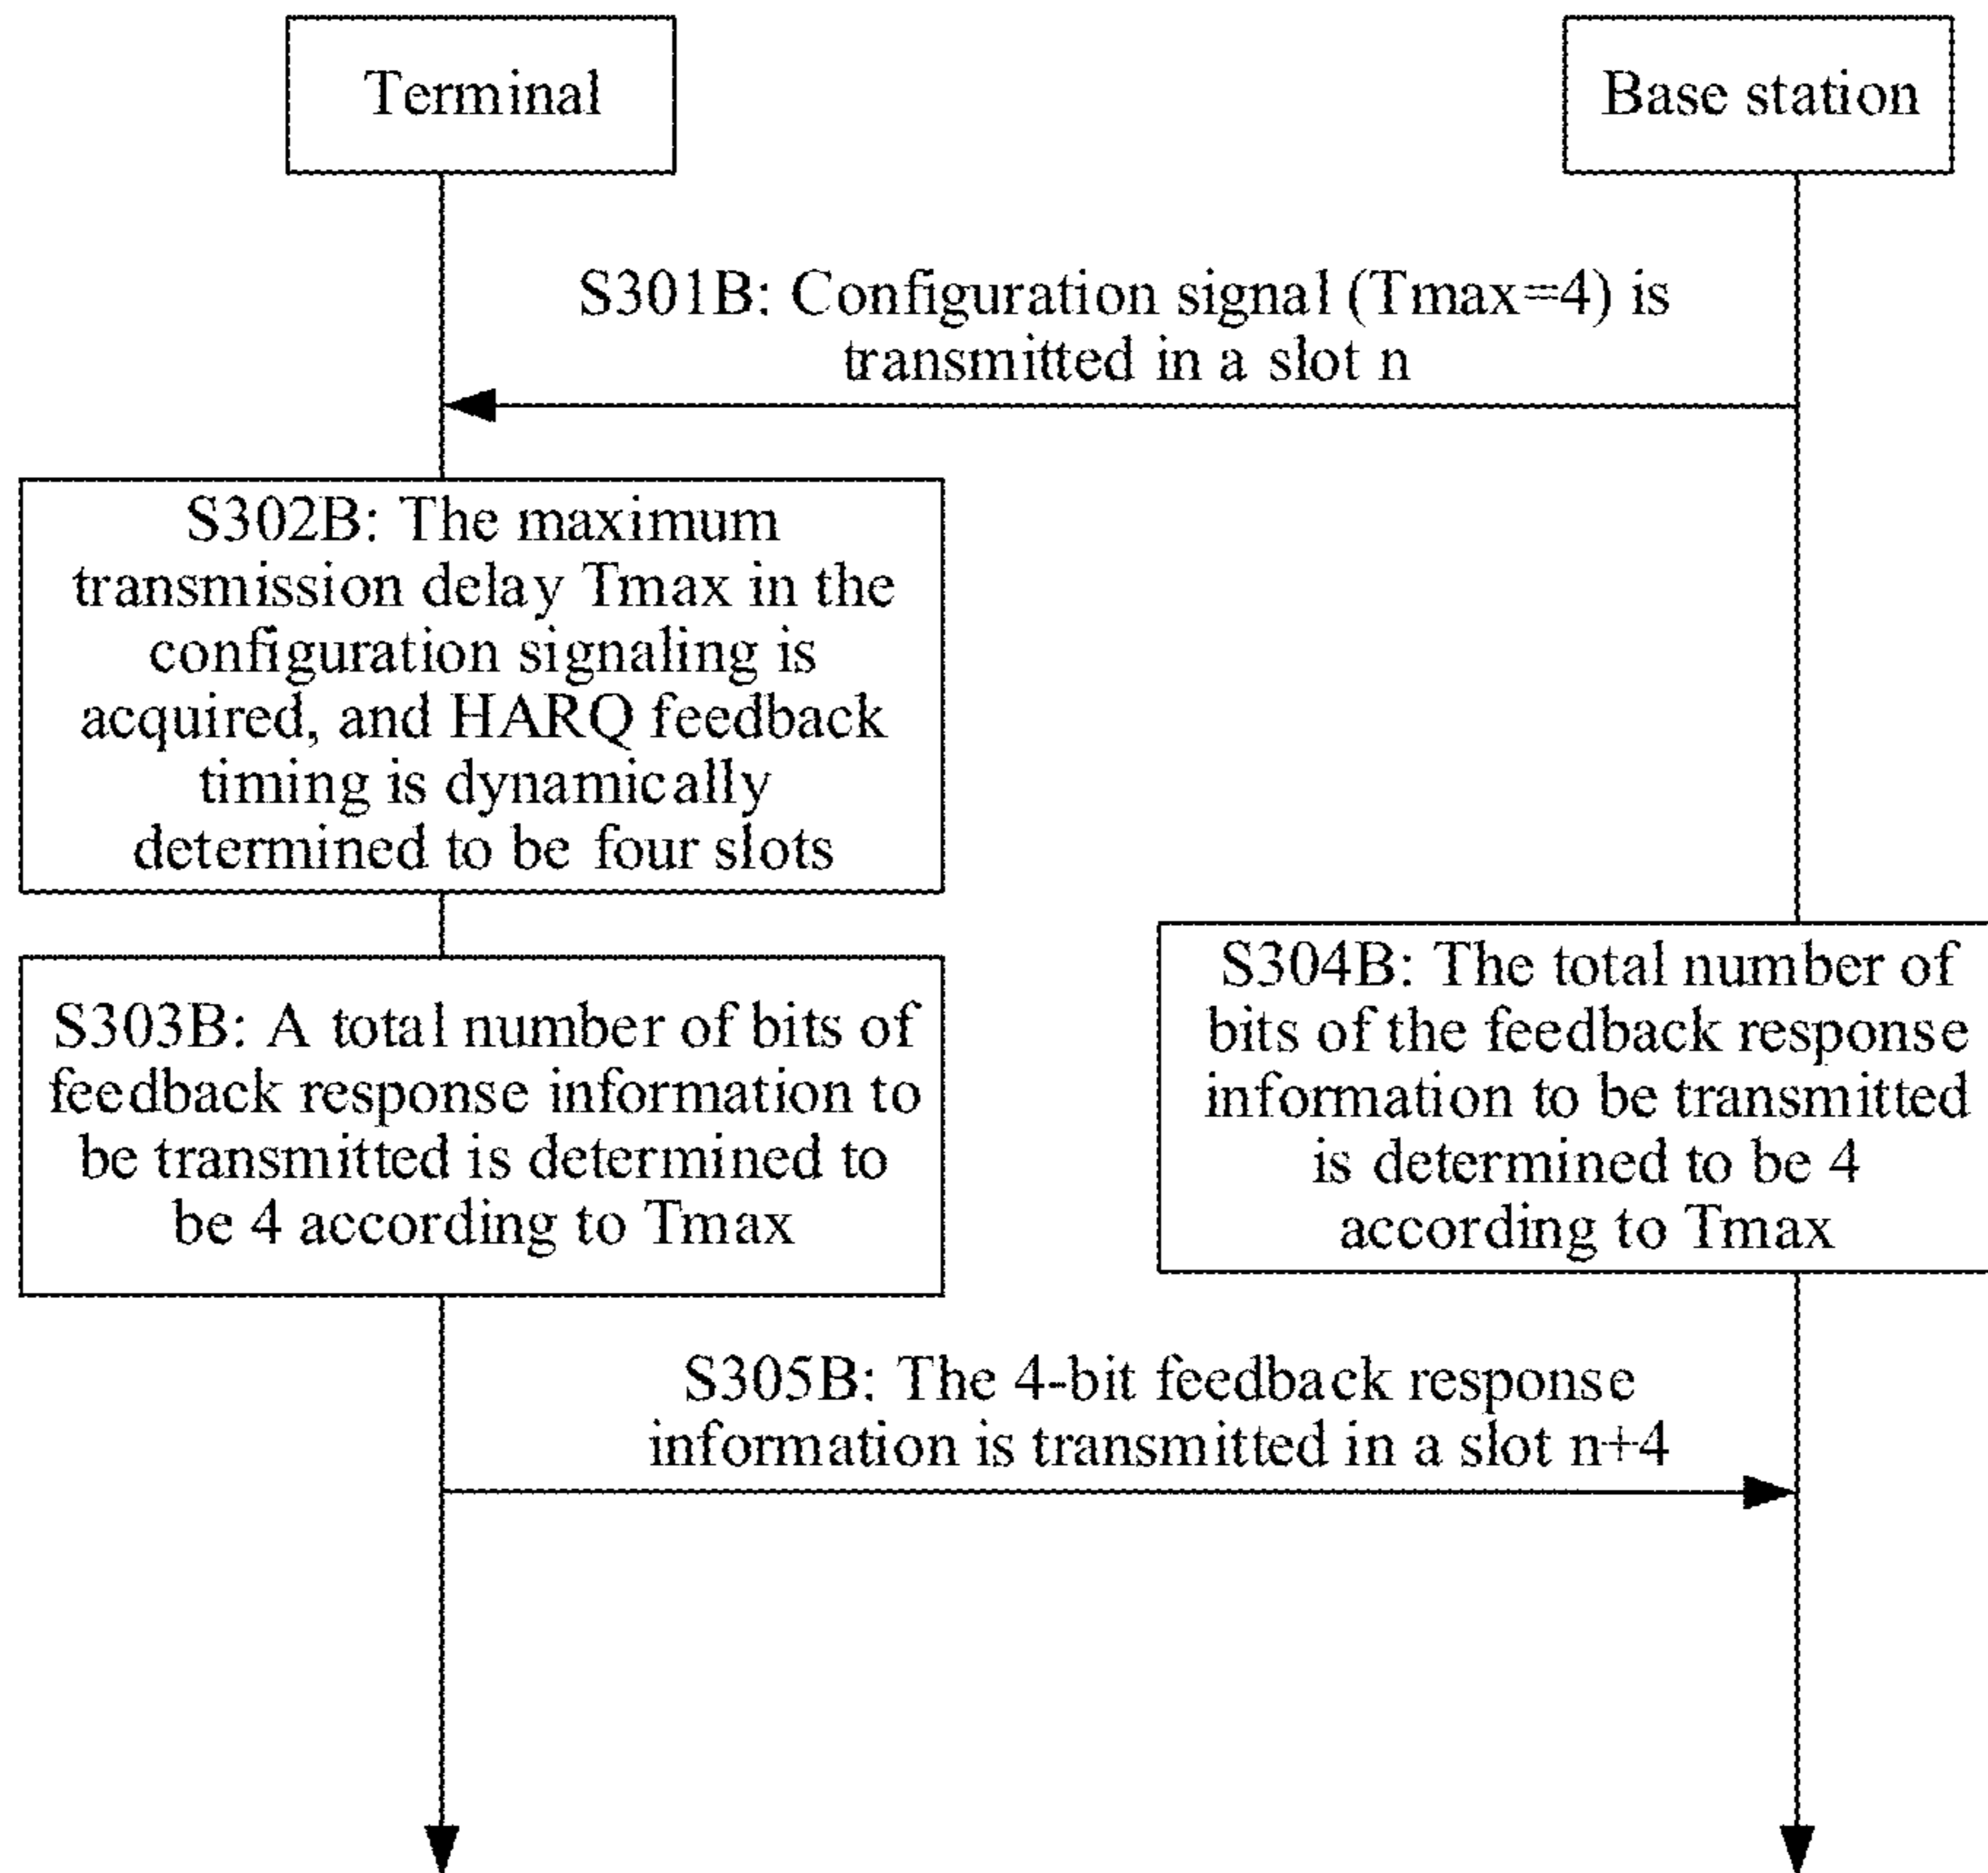 Terminal
Base station
S301B: Configuration signal (Tmax=4) is
transmitted in a slot n
S302B: The maximum
transmission delay Tmax in the
configuration signaling is
acquired, and HARQ feedback
timing is dynamically
determined to be four slots
S303B: A total number of bits of
feedback response information to
be transmitted is determined to
be 4 according to Tmax
S304B: The total number of
bits of the feedback response
information to be transmitted
is determined to be 4
according to Tmax
S305B: The 4-bit feedback response
information is transmitted in a slot n+4